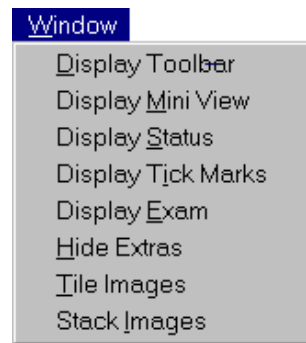 Window
Display Toolbar
Display Mini View
Display Status
Display Tick Marks
Display Exam
Hide Extras
Tile Images
Stack Images